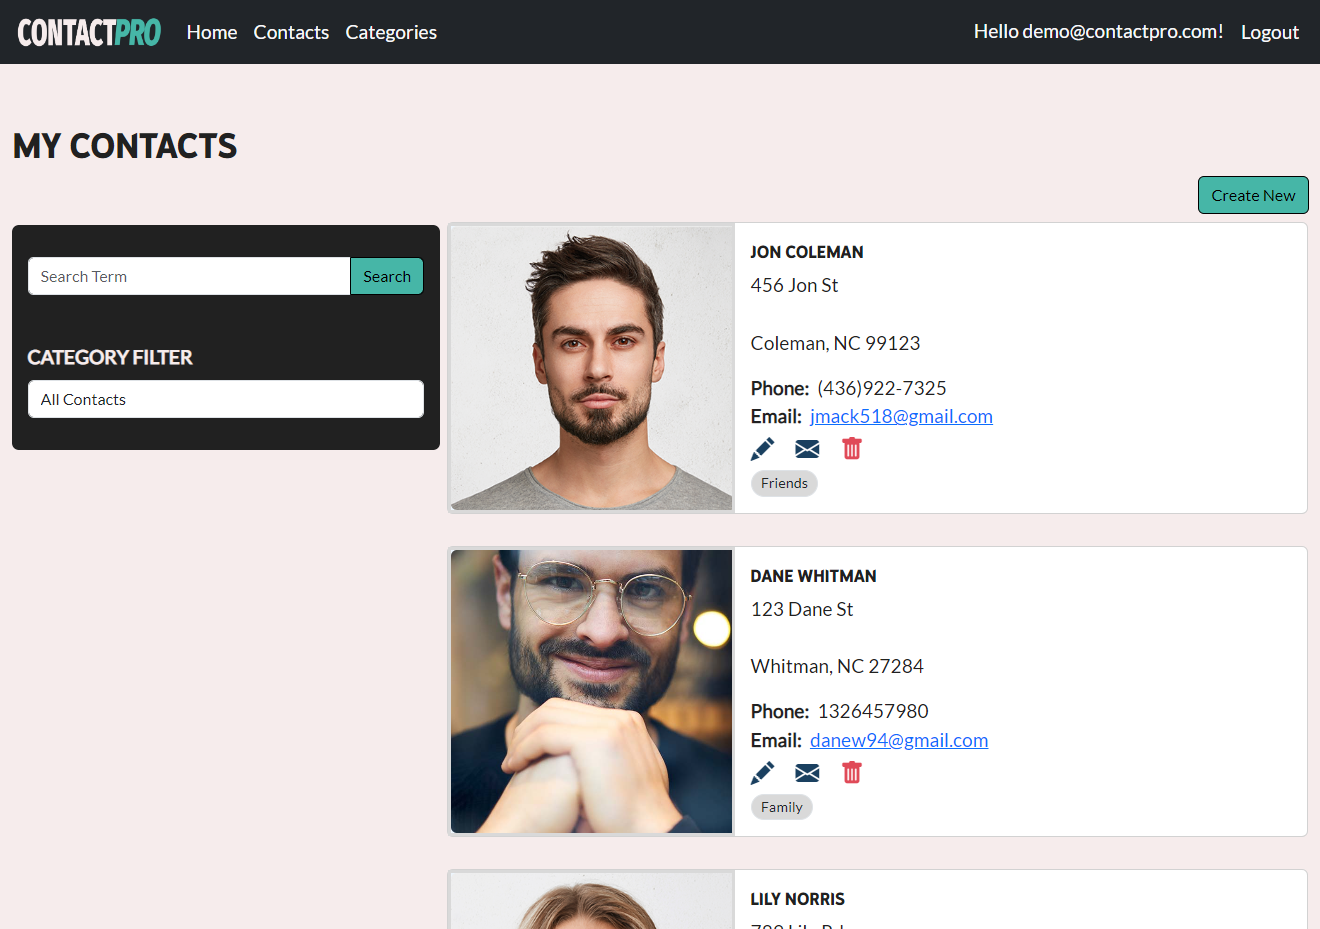 CONTACTPRO Home Contacts Categories Hello demo@contactpro.com! Logout
MY CONTACTS
Create New
Search Term Search
CATEGORY FILTER
All Contacts
JON COLEMAN
456 Jon St
Coleman, NC 99123
Phone: (436)922-7325
Email: jmack518@gmail.com
Friends
DANE WHITMAN
123 Dane St
Whitman, NC 27284
Phone: 1326457980
Email: danew94@gmail.com
Family
LILY NORRIS